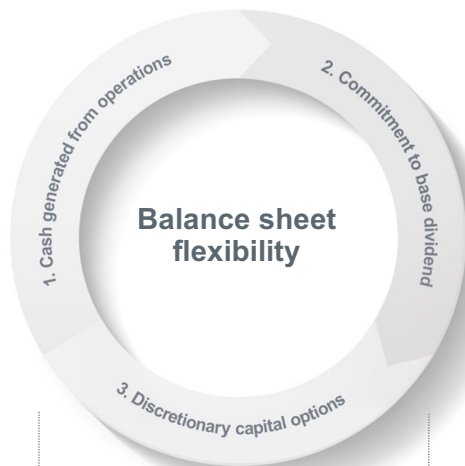 1. Cash generated from operations
2. Commitment to base dividend
Balance sheet
flexibility
3. Discretionary capital options